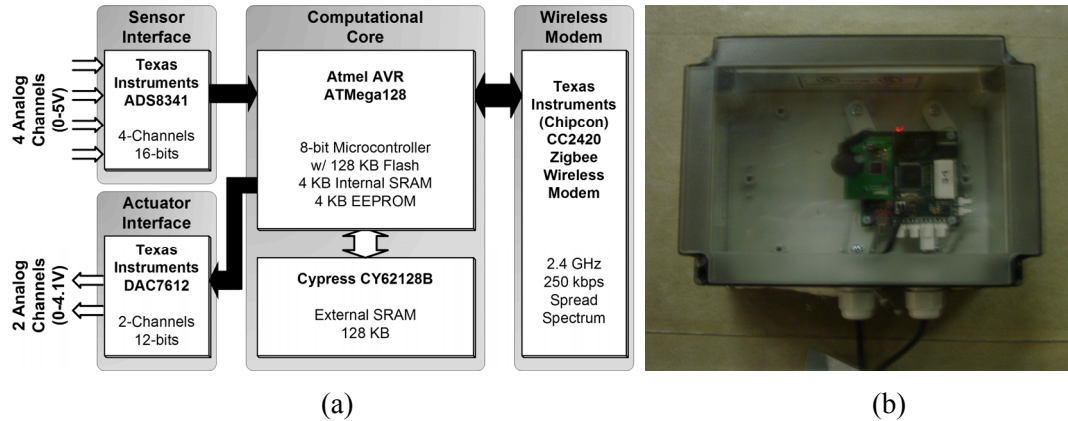 Sensor
Interface
Texas
Instruments
ADS8341
4-Channels
16-bits
4 Analog
Channels
(0-5V)
Actuator
Interface
Texas
Instruments
DAC7612
2-Channels
12-bits
2 Analog
Channels
(0-4.1V)
Computational
Core
Atmel AVR
ATMega128
8-bit Microcontroller
w/ 128 KB Flash
4 KB Internal SRAM
4 KB EEPROM
Cypress CY62128B
External SRAM
128 KB
Wireless
Modem
Texas
Instruments
(Chipcon)
CC2420
Zigbee
Wireless
Modem
2.4 GHz
250 kbps
Spread
Spectrum
(a)
(b)